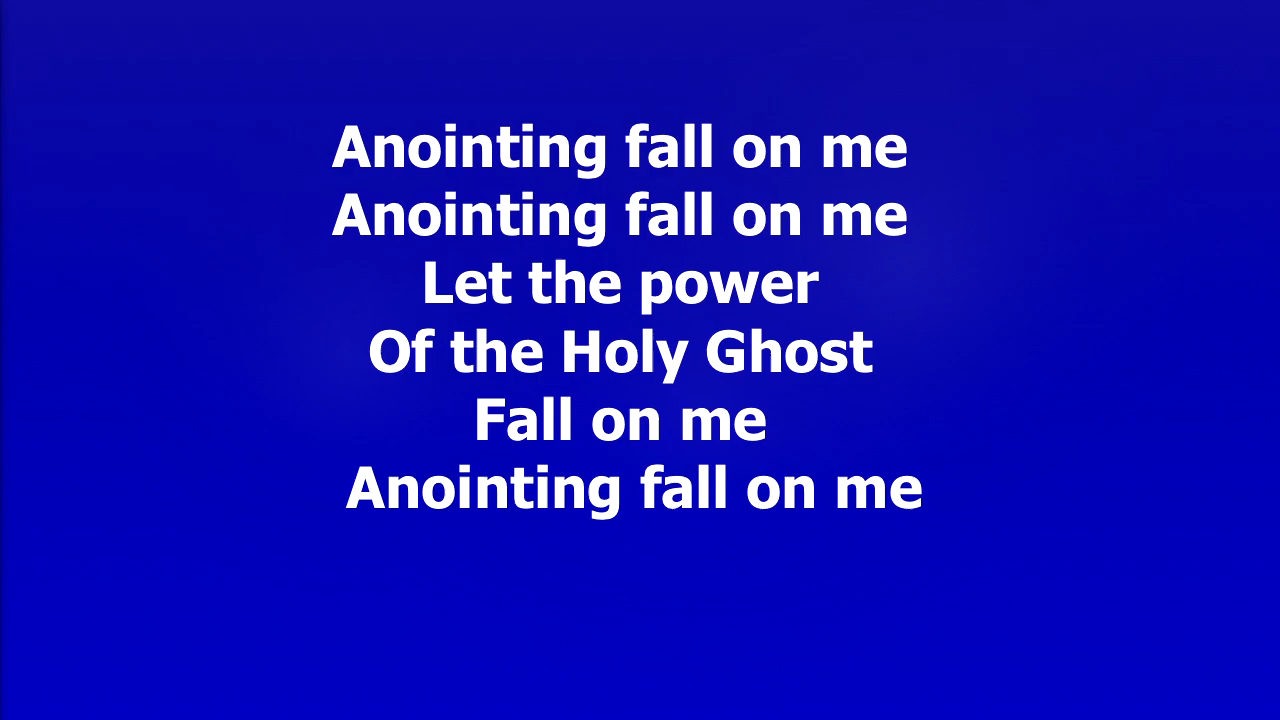 Anointing fall on me
Anointing fall on me
Let the power
Of the Holy Ghost
Fall on me
Anointing fall on me